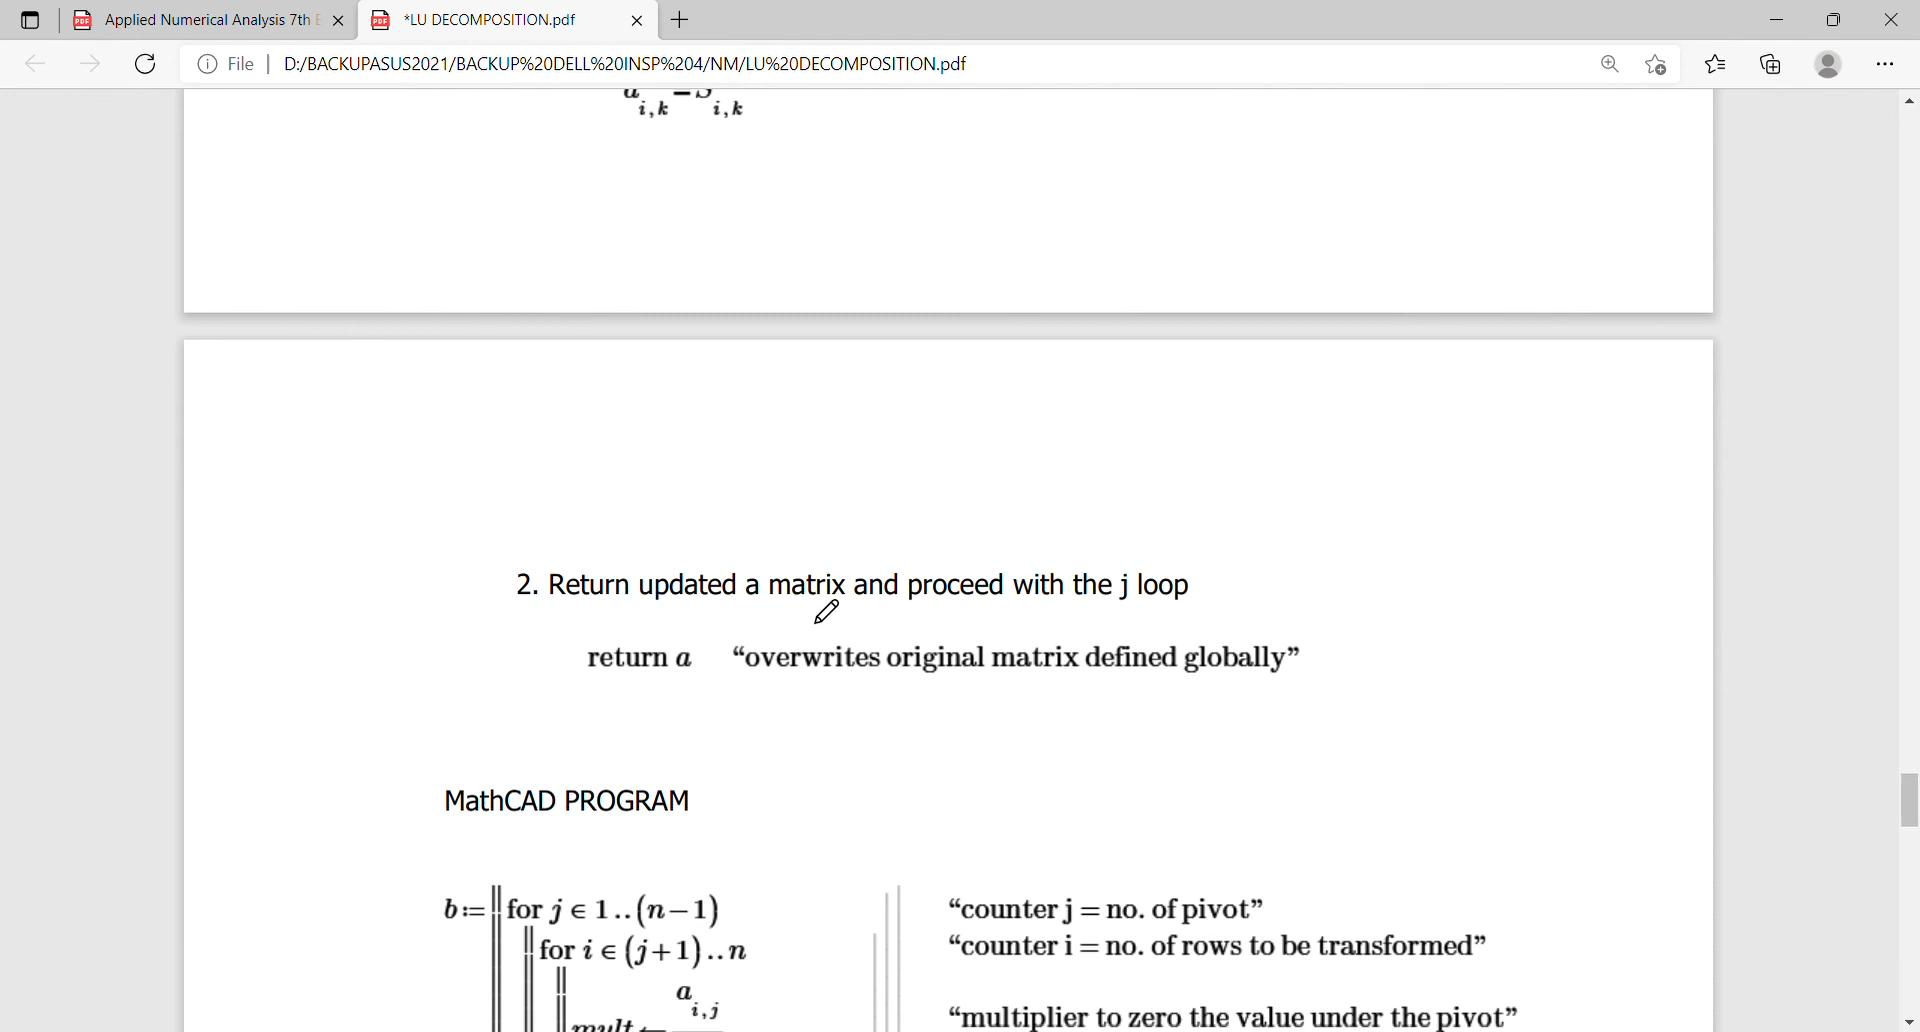 Applied Numerical Analysis 7th E
*LU DECOMPOSITION.pdf
File | D:/BACKUPASUS2021/BACKUP%20DELL%20INSP%204/NM/LU%20DECOMPOSITION.pdf
i,k i,k
2. Return updated a matrix and proceed with the j loop
return a “overwrites original matrix defined globally”
MathCAD PROGRAM
b:= for j ∈ 1..(n−1) “counter j = no. of pivot”
for i ∈ (j+1)..n “counter i = no. of rows to be transformed”
a i,j
mult ← “multiplier to zero the value under the pivot”